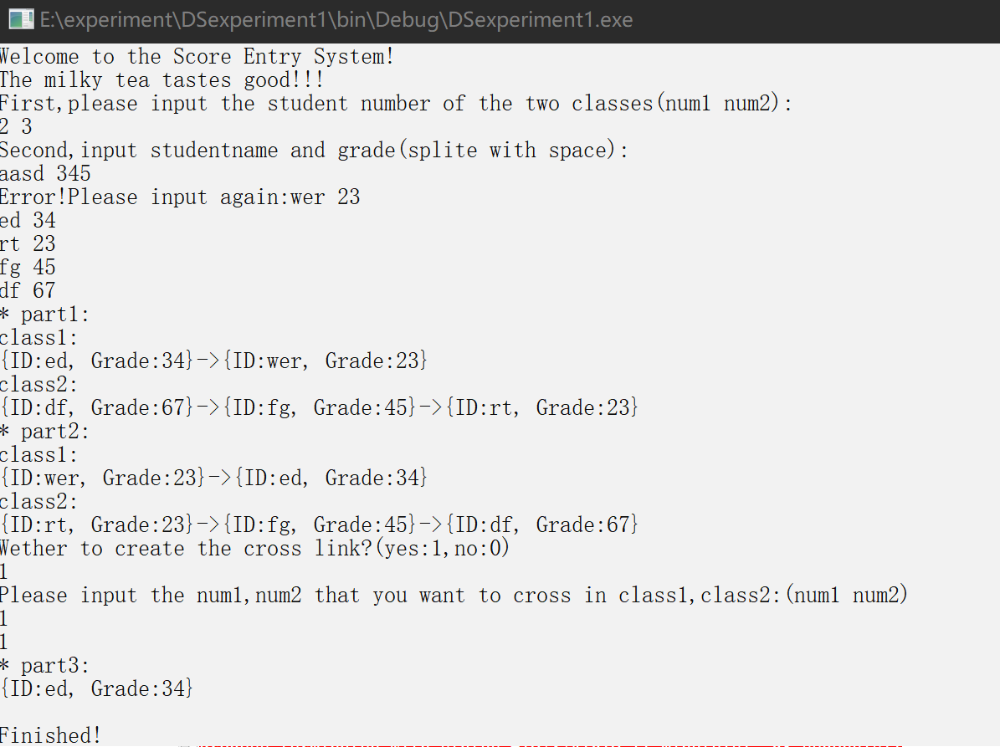 E:\experiment\DSexperiment1\bin\Debug\DSexperiment1.exe
Welcome to the Score Entry System!
The milky tea tastes good!!!
First,please input the student number of the two classes(num1 num2):
2 3
Second,input studentname and grade(splite with space):
aasd 345
Error!Please input again:wer 23
ed 34
rt 23
fg 45
df 67
* part1:
class1:
{ID:ed, Grade:34}->{ID:wer, Grade:23}
class2:
{ID:df, Grade:67}->{ID:fg, Grade:45}->{ID:rt, Grade:23}
* part2:
class1:
{ID:wer, Grade:23}->{ID:ed, Grade:34}
class2:
{ID:rt, Grade:23}->{ID:fg, Grade:45}->{ID:df, Grade:67}
Wether to create the cross link?(yes:1,no:0)
1
Please input the num1,num2 that you want to cross in class1,class2:(num1 num2)
1
1
* part3:
{ID:ed, Grade:34}
Finished!